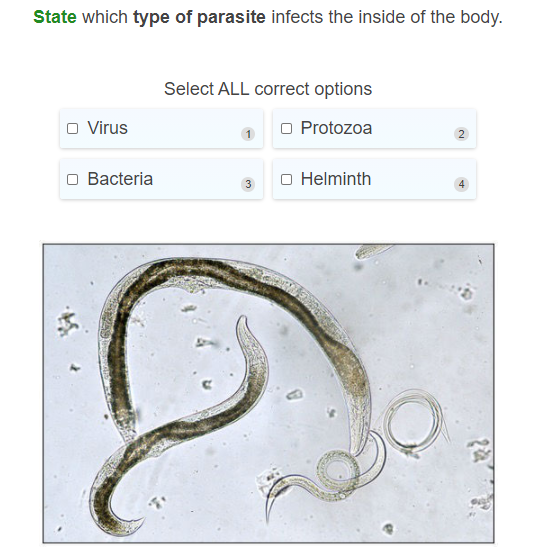 State which type of parasite infects the inside of the body.
Select ALL correct options
Virus 1
Protozoa 2
Bacteria 3
Helminth 4